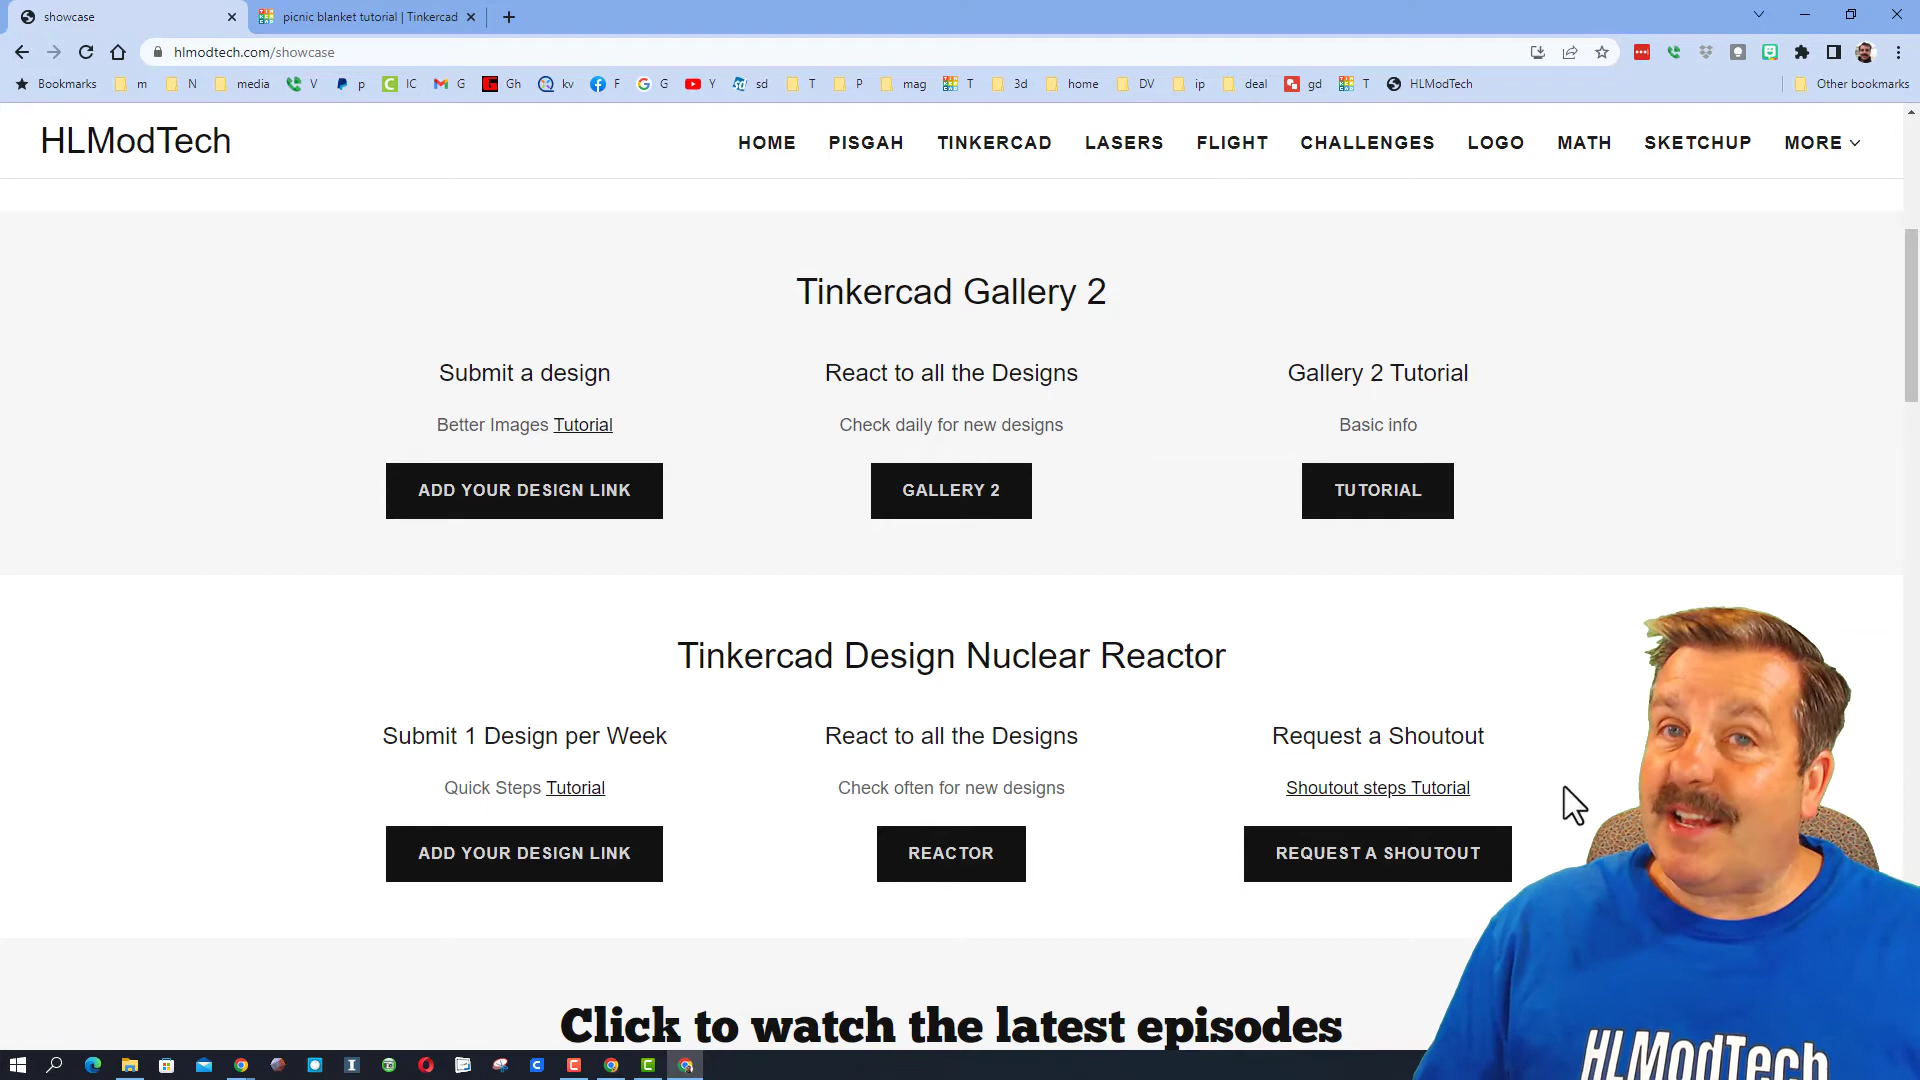 showcase
picnic blanket tutorial | Tinkercad
hlmodtech.com/showcase
Bookmarks m N media V p IC G Gh kv F G Y sd T P mag T 3d home DV ip deal gd T HLModTech Other bookmarks
HLModTech
HOME PISGAH TINKERCAD LASERS FLIGHT CHALLENGES LOGO MATH SKETCHUP MORE
Tinkercad Gallery 2
Submit a design
Better Images Tutorial
ADD YOUR DESIGN LINK
React to all the Designs
Check daily for new designs
GALLERY 2
Gallery 2 Tutorial
Basic info
TUTORIAL
Tinkercad Design Nuclear Reactor
Submit 1 Design per Week
Quick Steps Tutorial
ADD YOUR DESIGN LINK
React to all the Designs
Check often for new designs
REACTOR
Request a Shoutout
Shoutout steps Tutorial
REQUEST A SHOUTOUT
Click to watch the latest episodes
HLModTech